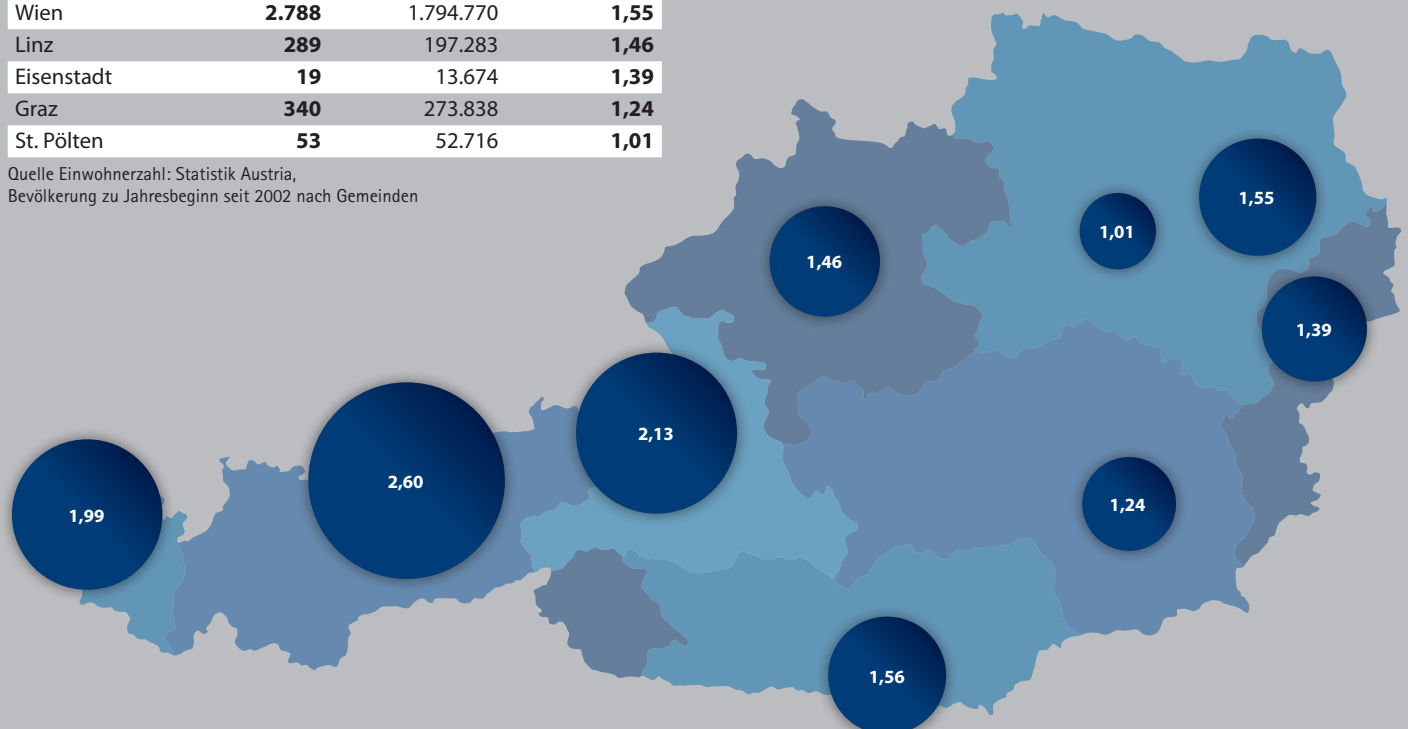 Wien 2.788 1.794.770 1,55
Linz 289 197.283 1,46
Eisenstadt 19 13.674 1,39
Graz 340 273.838 1,24
St. Pölten 53 52.716 1,01
Quelle Einwohnerzahl: Statistik Austria,
Bevölkerung zu Jahresbeginn seit 2002 nach Gemeinden
1,55
1,01
1,46
1,39
2,13
2,60
1,99
1,24
1,56